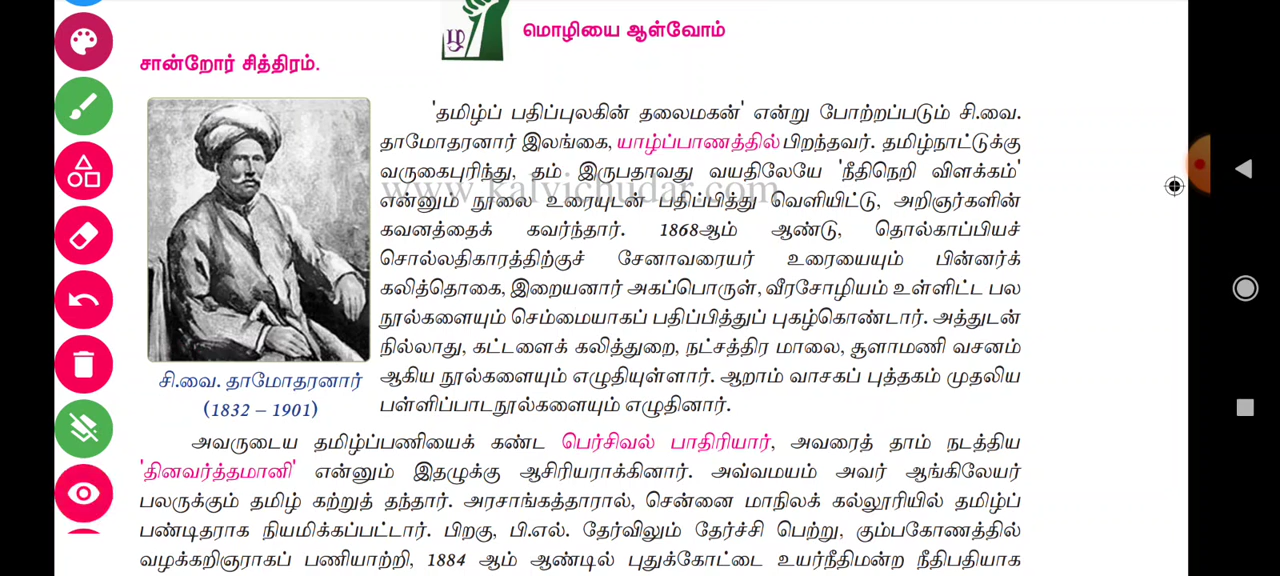 ழ
மொழியை ஆள்வோம்
சான்றோர் சித்திரம்.
'தமிழ்ப் பதிப்புலகின் தலைமகன்' என்று போற்றப்படும் சி.வை.
தாமோதரனார் இலங்கை, யாழ்ப்பாணத்தில் பிறந்தவர். தமிழ்நாட்டுக்கு
வருகைபுரிந்து, தம் இருபதாவது வயதிலேயே 'நீதிநெறி விளக்கம்'
www.kalvichudar.com
என்னும் நூலை உரையுடன் பதிப்பித்து வெளியிட்டு, அறிஞர்களின்
கவனத்தைக் கவர்ந்தார். 1868ஆம் ஆண்டு, தொல்காப்பியச்
சொல்லதிகாரத்திற்குச் சேனாவரையர் உரையையும் பின்னர்க்
கலித்தொகை, இறையனார் அகப்பொருள், வீரசோழியம் உள்ளிட்ட பல
நூல்களையும் செம்மையாகப் பதிப்பித்துப் புகழ்கொண்டார். அத்துடன்
நில்லாது, கட்டளைக் கலித்துறை, நட்சத்திர மாலை, சூளாமணி வசனம்
ஆகிய நூல்களையும் எழுதியுள்ளார். ஆறாம் வாசகப் புத்தகம் முதலிய
பள்ளிப்பாடநூல்களையும் எழுதினார்.
சி.வை. தாமோதரனார்
(1832 – 1901)
அவருடைய தமிழ்ப்பணியைக் கண்ட பெர்சிவல் பாதிரியார், அவரைத் தாம் நடத்திய
'தினவர்த்தமானி' என்னும் இதழுக்கு ஆசிரியராக்கினார். அவ்வமயம் அவர் ஆங்கிலேயர்
பலருக்கும் தமிழ் கற்றுத் தந்தார். அரசாங்கத்தாரால், சென்னை மாநிலக் கல்லூரியில் தமிழ்ப்
பண்டிதராக நியமிக்கப்பட்டார். பிறகு, பி.எல். தேர்விலும் தேர்ச்சி பெற்று, கும்பகோணத்தில்
வழக்கறிஞராகப் பணியாற்றி, 1884 ஆம் ஆண்டில் புதுக்கோட்டை உயர்நீதிமன்ற நீதிபதியாக